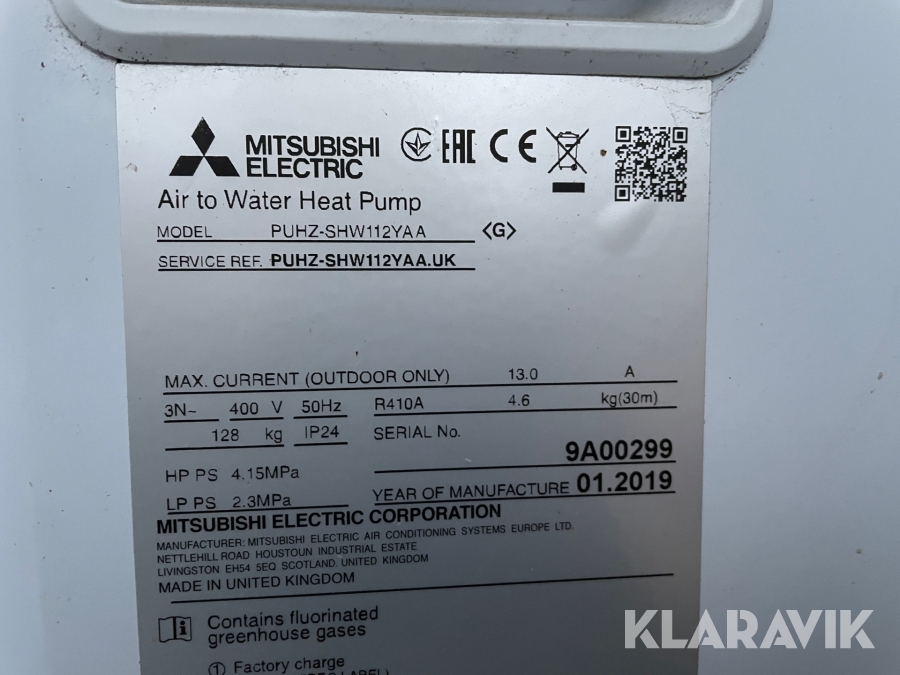 MITSUBISHI
ELECTRIC
EAC CE
Air to Water Heat Pump
MODEL PUHZ-SHW112YAA <G>
SERVICE REF. PUHZ-SHW112YAA.UK
MAX. CURRENT (OUTDOOR ONLY) 13.0 A
3N~ 400 V 50Hz R410A 4.6 kg(30m)
128 kg IP24 SERIAL No.
9A00299
HP PS 4.15MPa
LP PS 2.3MPa YEAR OF MANUFACTURE 01.2019
MITSUBISHI ELECTRIC CORPORATION
MANUFACTURER: MITSUBISHI ELECTRIC AIR CONDITIONING SYSTEMS EUROPE LTD.
NETTLEHILL ROAD HOUSTOUN INDUSTRIAL ESTATE
LIVINGSTON EH54 5EQ SCOTLAND. UNITED KINGDOM
MADE IN UNITED KINGDOM
Contains fluorinated
greenhouse gases
① Factory charge
KLARAVIK